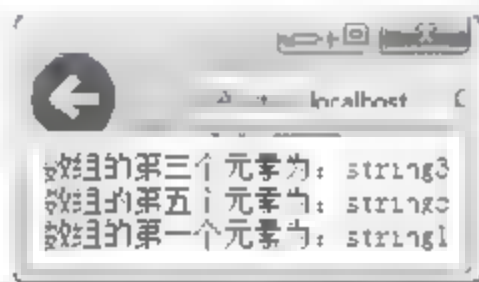 localhost
数组的第三个元素为: string3
数组的第五个元素为:
数组的第一个元素为: string1